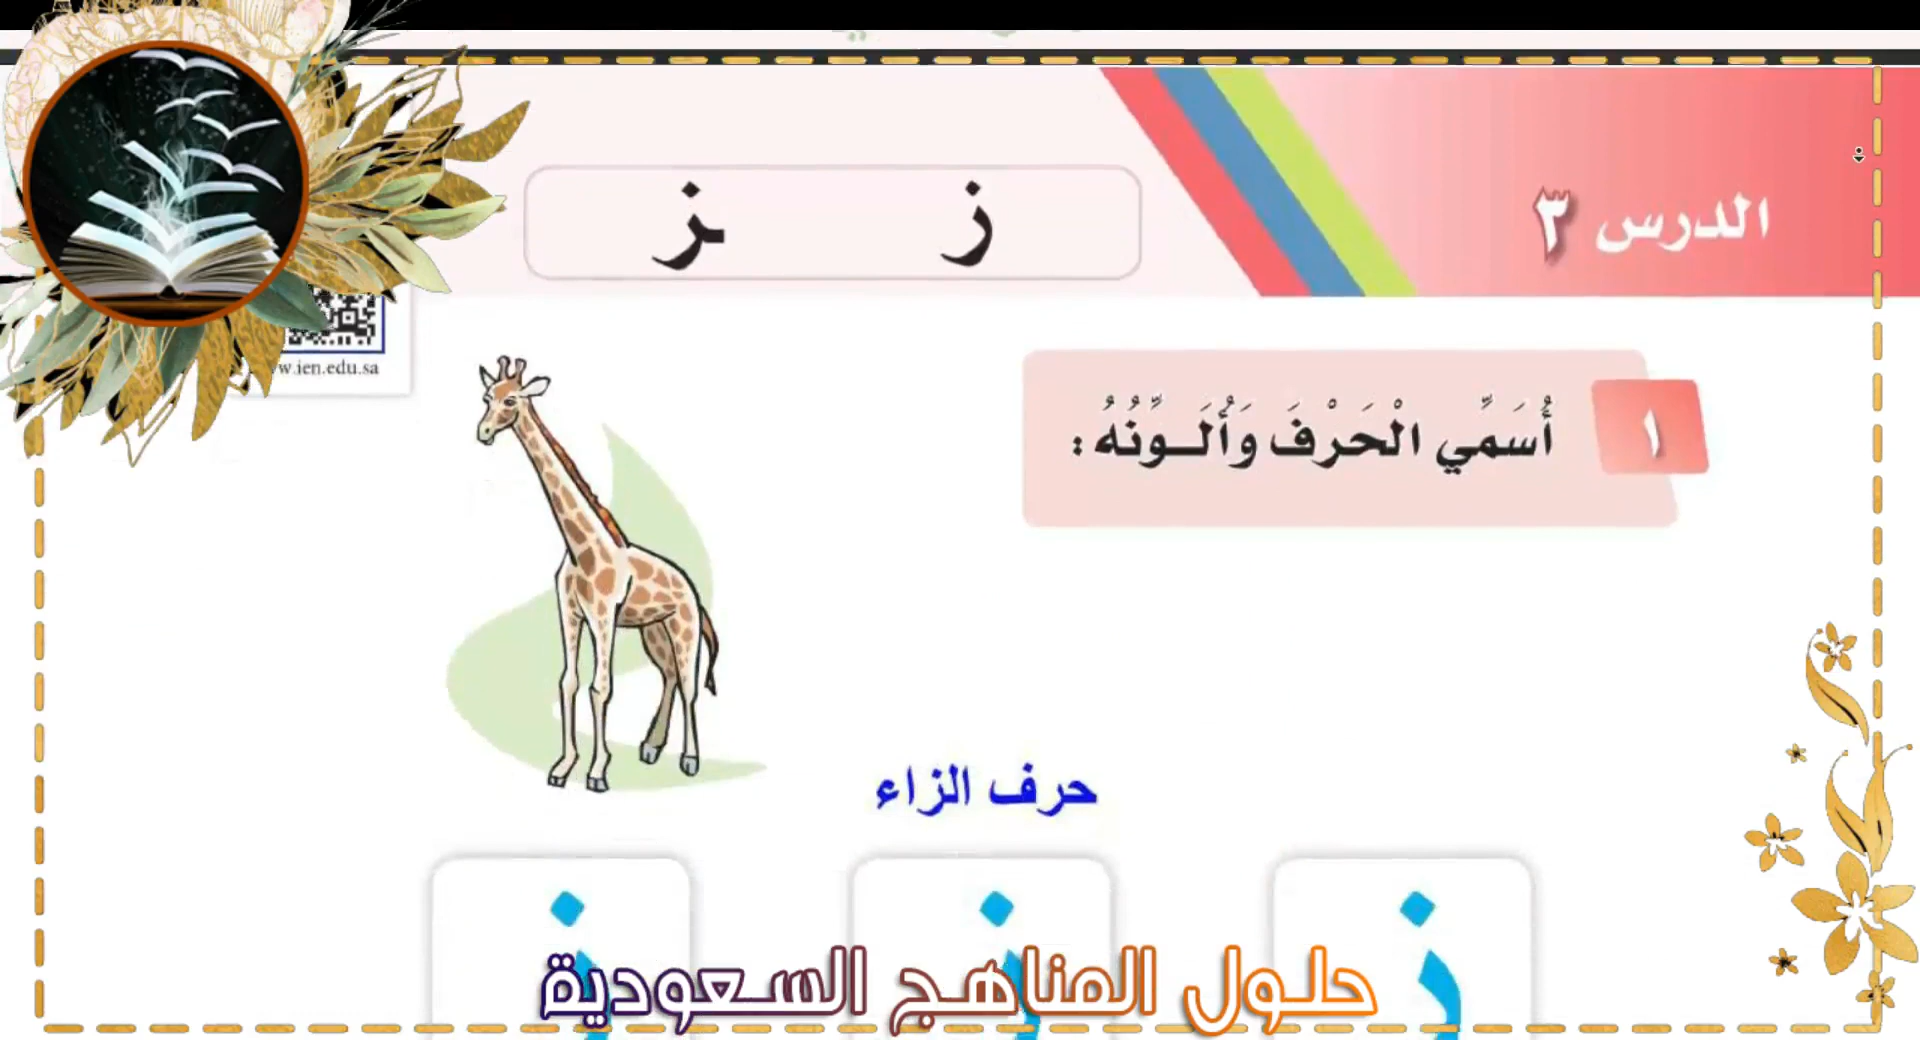 الدرس ٣
ز ـز
w.ien.edu.sa
١ أُسَمِّي الْحَرْفَ وَأُلَـوِّنُهُ :
حرف الزاء
ز ز ز
حلول المناهج السعودية